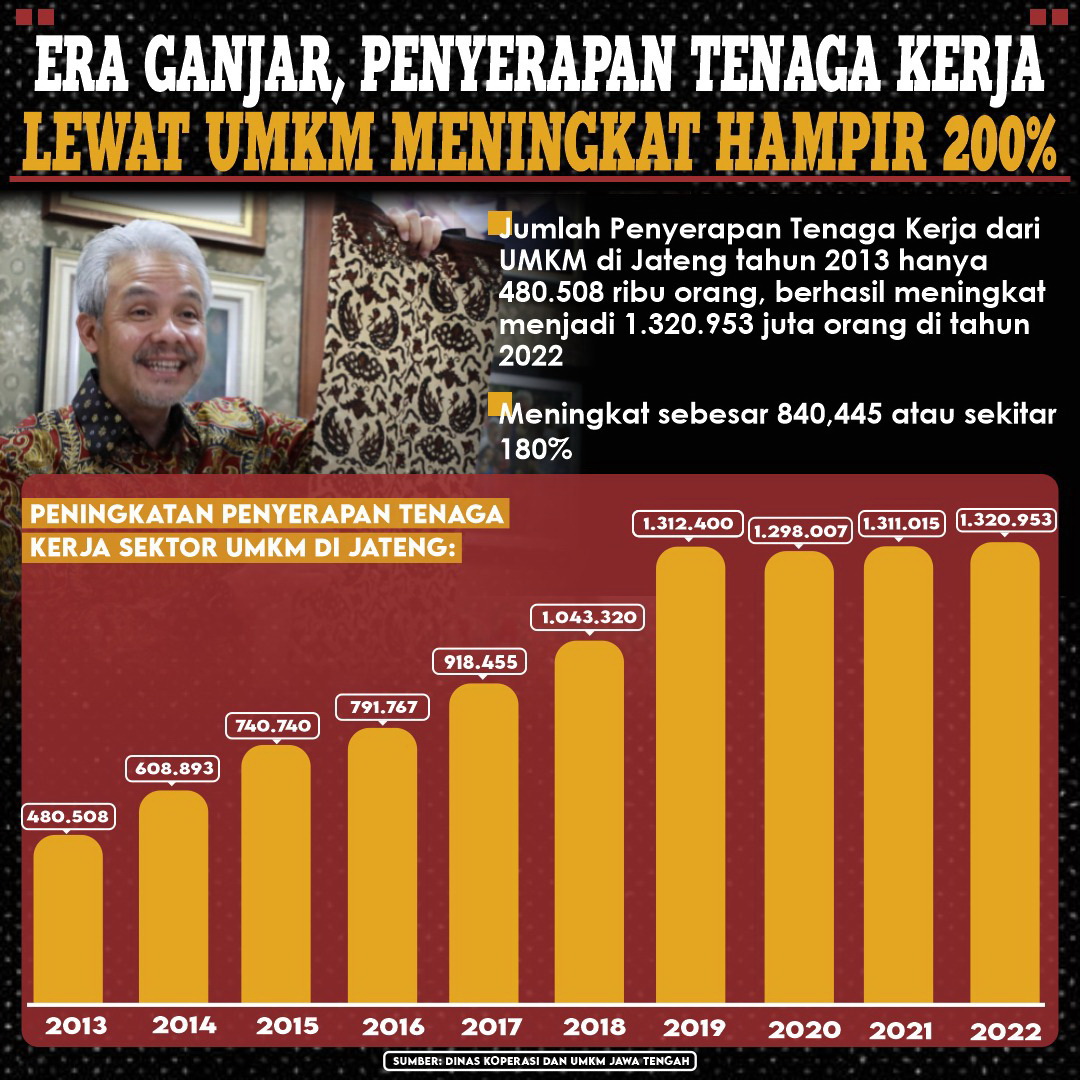 ERA GANJAR, PENYERAPAN TENAGA KERJA
LEWAT UMKM MENINGKAT HAMPIR 200%
Jumlah Penyerapan Tenaga Kerja dari
UMKM di Jateng tahun 2013 hanya
480.508 ribu orang, berhasil meningkat
menjadi 1.320.953 juta orang di tahun
2022
Meningkat sebesar 840,445 atau sekitar
180%
PENINGKATAN PENYERAPAN TENAGA
KERJA SEKTOR UMKM DI JATENG:
480.508
608.893
740.740
791.767
918.455
1.043.320
1.312.400
1.298.007
1.311.015
1.320.953
2013 2014 2015 2016 2017 2018 2019 2020 2021 2022
SUMBER: DINAS KOPERASI DAN UMKM JAWA TENGAH